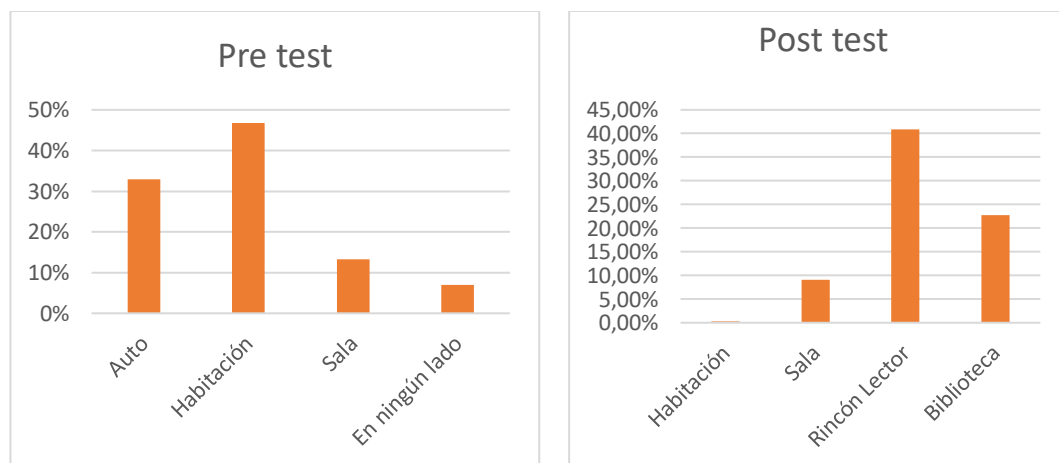 Pre test
50%
40%
30%
20%
10%
0%
Auto
Habitación
Sala
En ningún lado
Post test
45,00%
40,00%
35,00%
30,00%
25,00%
20,00%
15,00%
10,00%
5,00%
0,00%
Habitación
Sala
Rincón Lector
Biblioteca